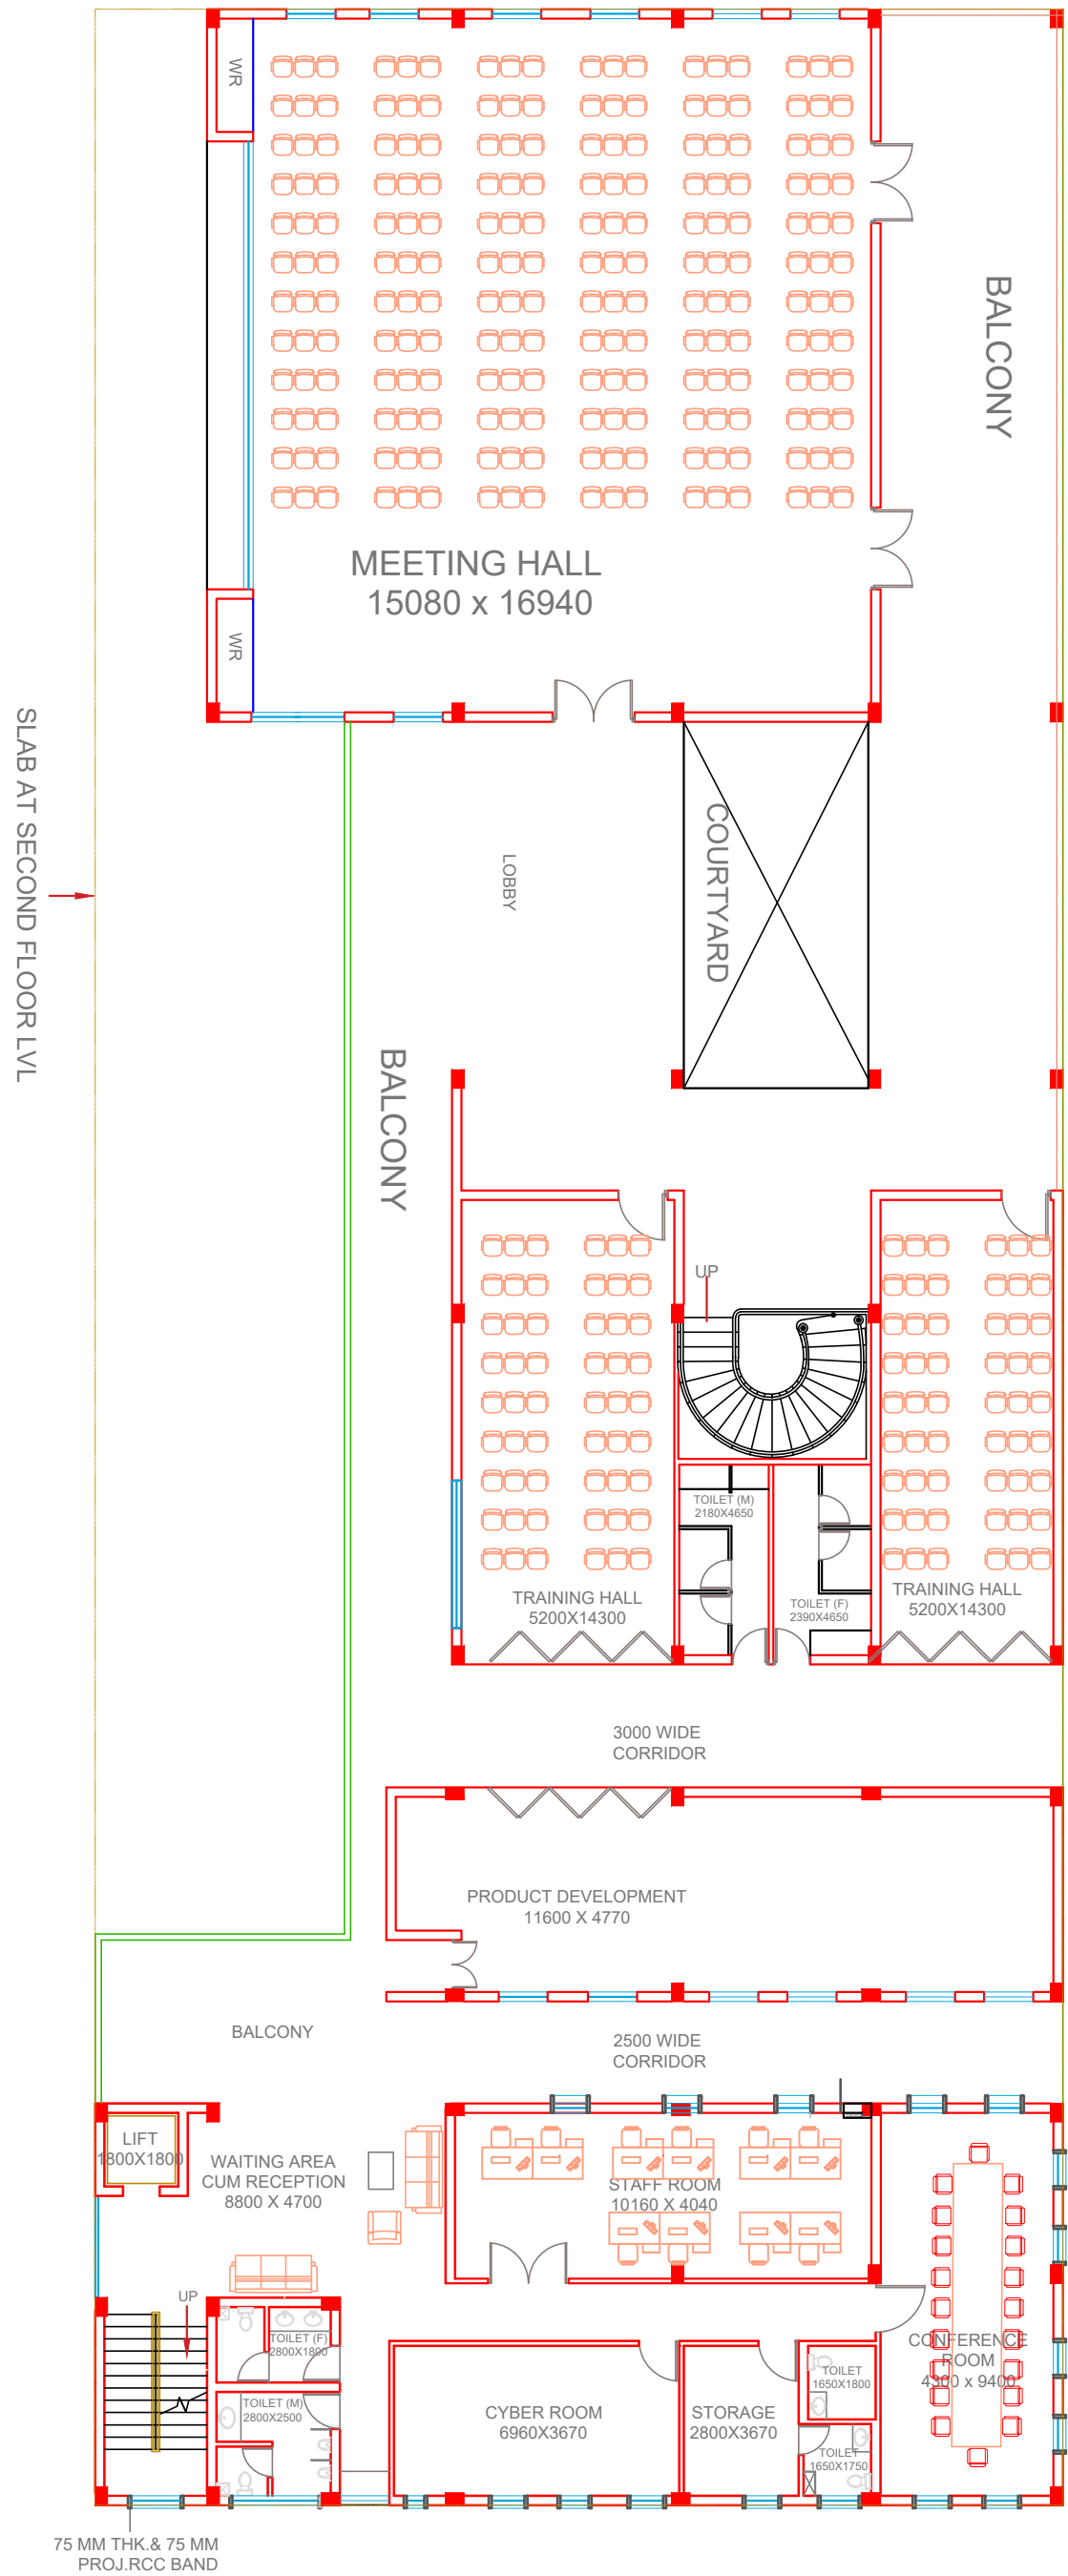 WR
BALCONY
MEETING HALL
15080 x 16940
WR
SLAB AT SECOND FLOOR LVL
COURTYARD
LOBBY
BALCONY
UP
TOILET (M)
2180X4650
TRAINING HALL
5200X14300
TOILET (F)
2390X4650
TRAINING HALL
5200X14300
3000 WIDE
CORRIDOR
PRODUCT DEVELOPMENT
11600 X 4770
BALCONY
2500 WIDE
CORRIDOR
LIFT
1800X1800
WAITING AREA
CUM RECEPTION
8800 X 4700
STAFF ROOM
10160 X 4040
UP
TOILET (F)
2800X1800
TOILET (M)
2800X2500
CYBER ROOM
6960X3670
STORAGE
2800X3670
TOILET
1650X1800
TOILET
1650X1750
CONFERENCE
ROOM
4300 x 9400
75 MM THK.& 75 MM
PROJ.RCC BAND